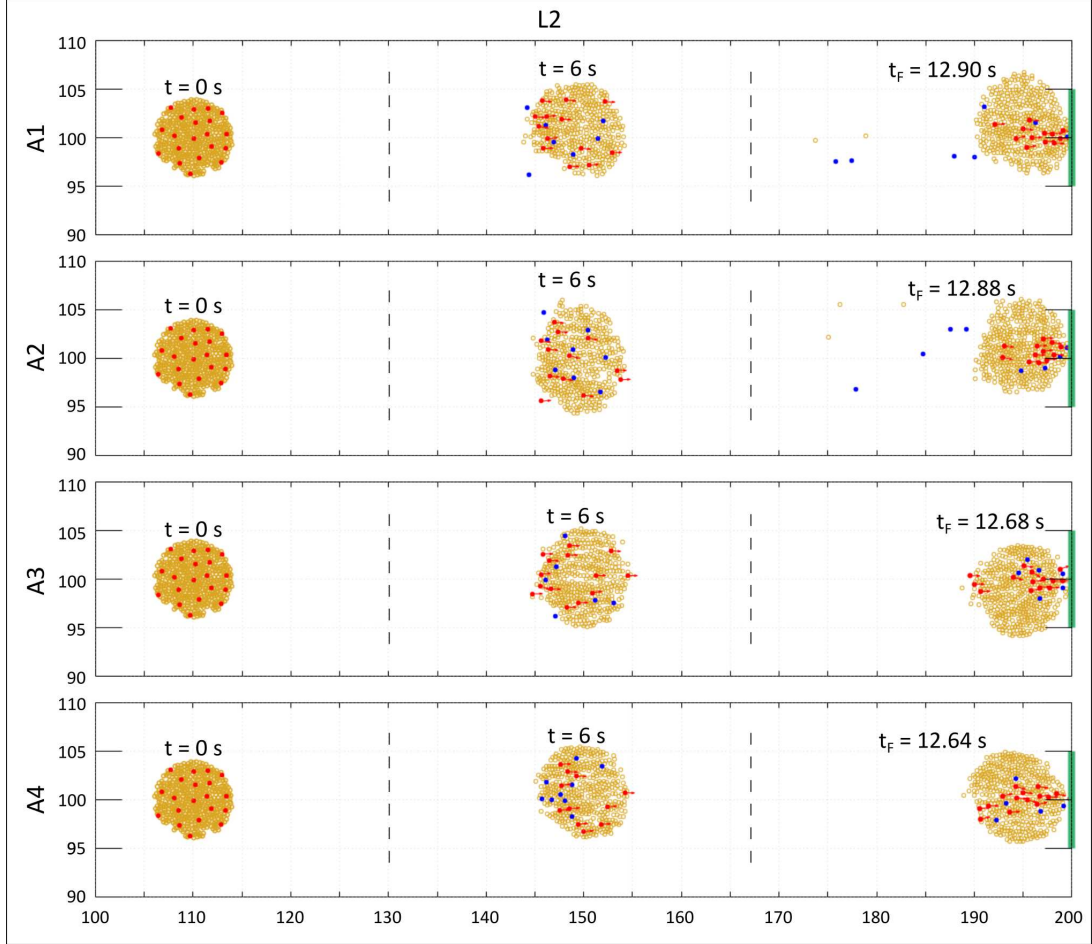 L2
A1
110
105
100
95
90
t = 0 s
t = 6 s
t_F = 12.90 s
A2
110
105
100
95
90
t = 0 s
t = 6 s
t_F = 12.88 s
A3
110
105
100
95
90
t = 0 s
t = 6 s
t_F = 12.68 s
A4
110
105
100
95
90
t = 0 s
t = 6 s
t_F = 12.64 s
100 110 120 130 140 150 160 170 180 190 200